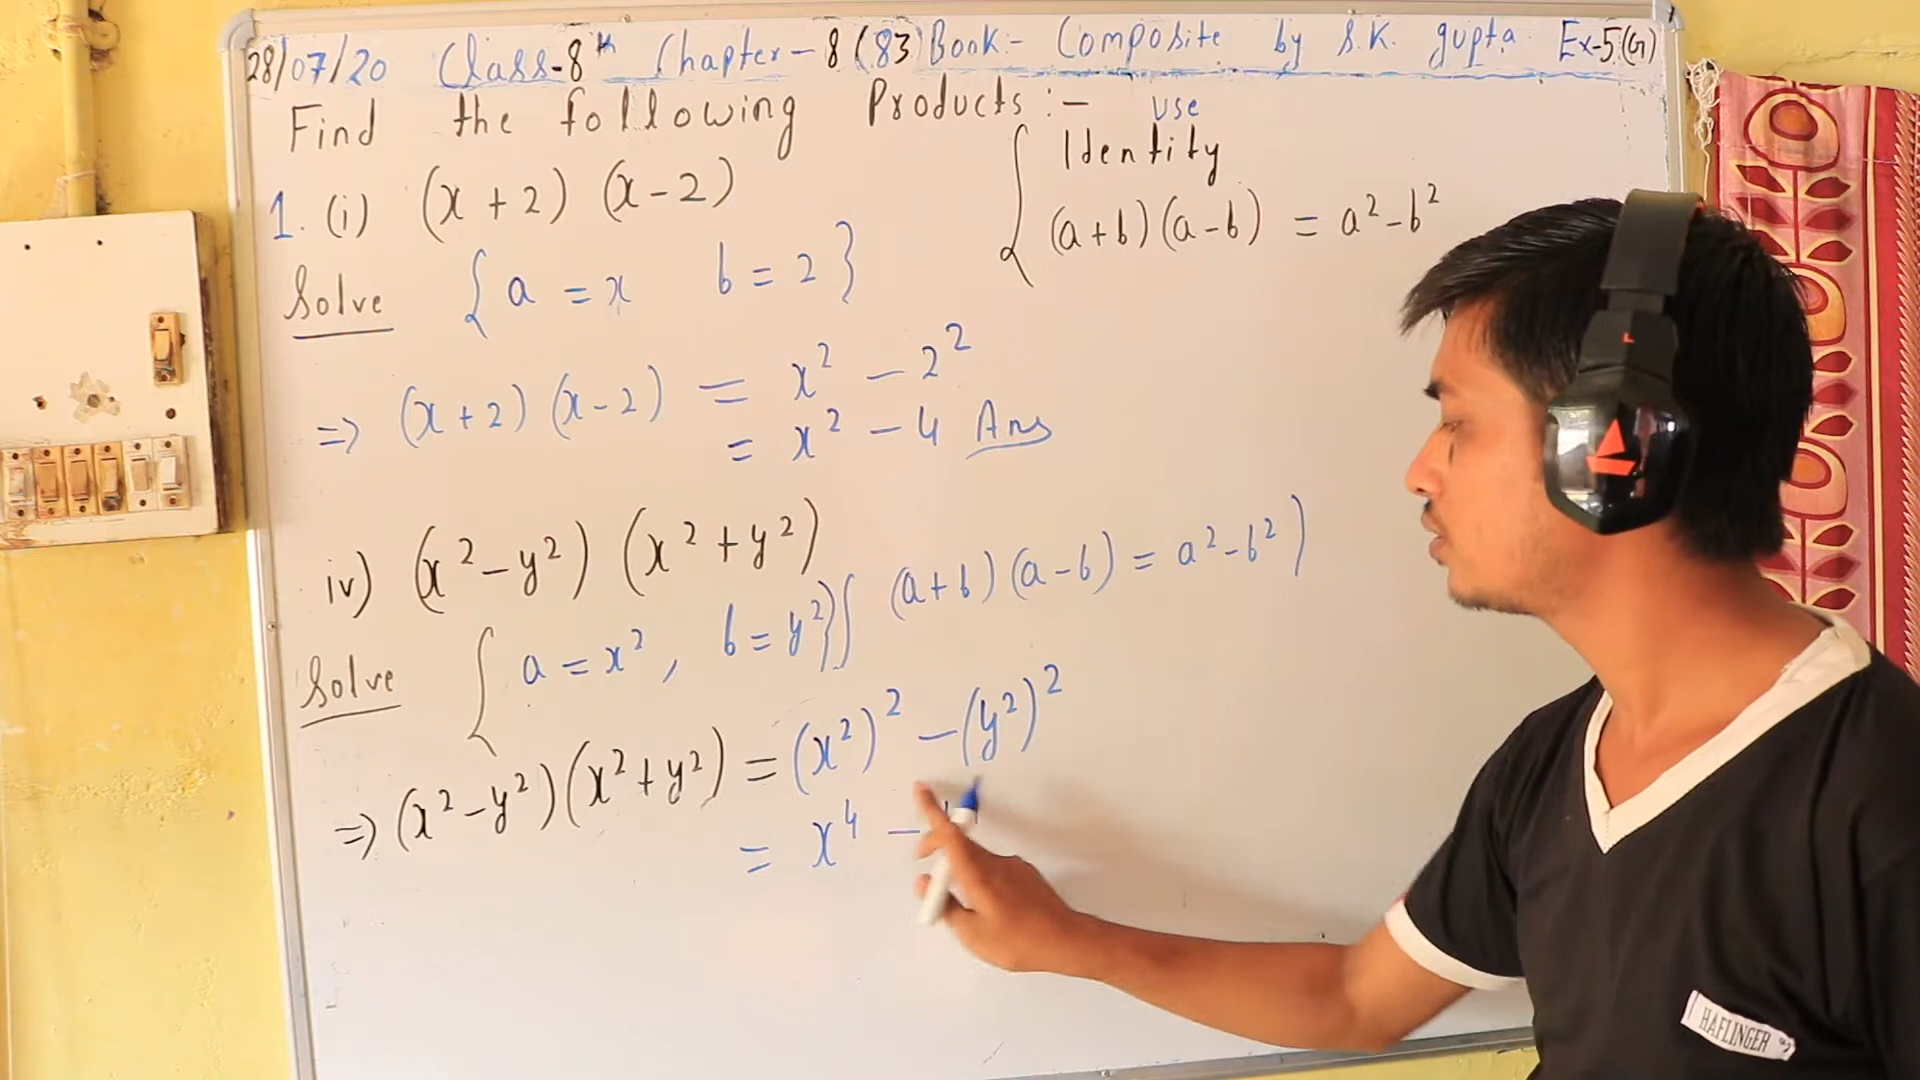 28/07/20 Class-8th Chapter-8 (83) Book:- Composite by S.K. gupta Ex-5(G)
Find the following Products:-
use
Identity
(a+b)(a-b) = a²-b²
1. (i) (x+2) (x-2)
Solve { a = x b = 2 }
=> (x+2) (x-2) = x² - 2²
= x² - 4 Ans
iv) (x²-y²) (x²+y²)
Solve { a = x², b = y² } { (a+b) (a-b) = a²-b² )
=> (x²-y²)(x²+y²) = (x²)² - (y²)²
= x⁴ -
HAFLINGER